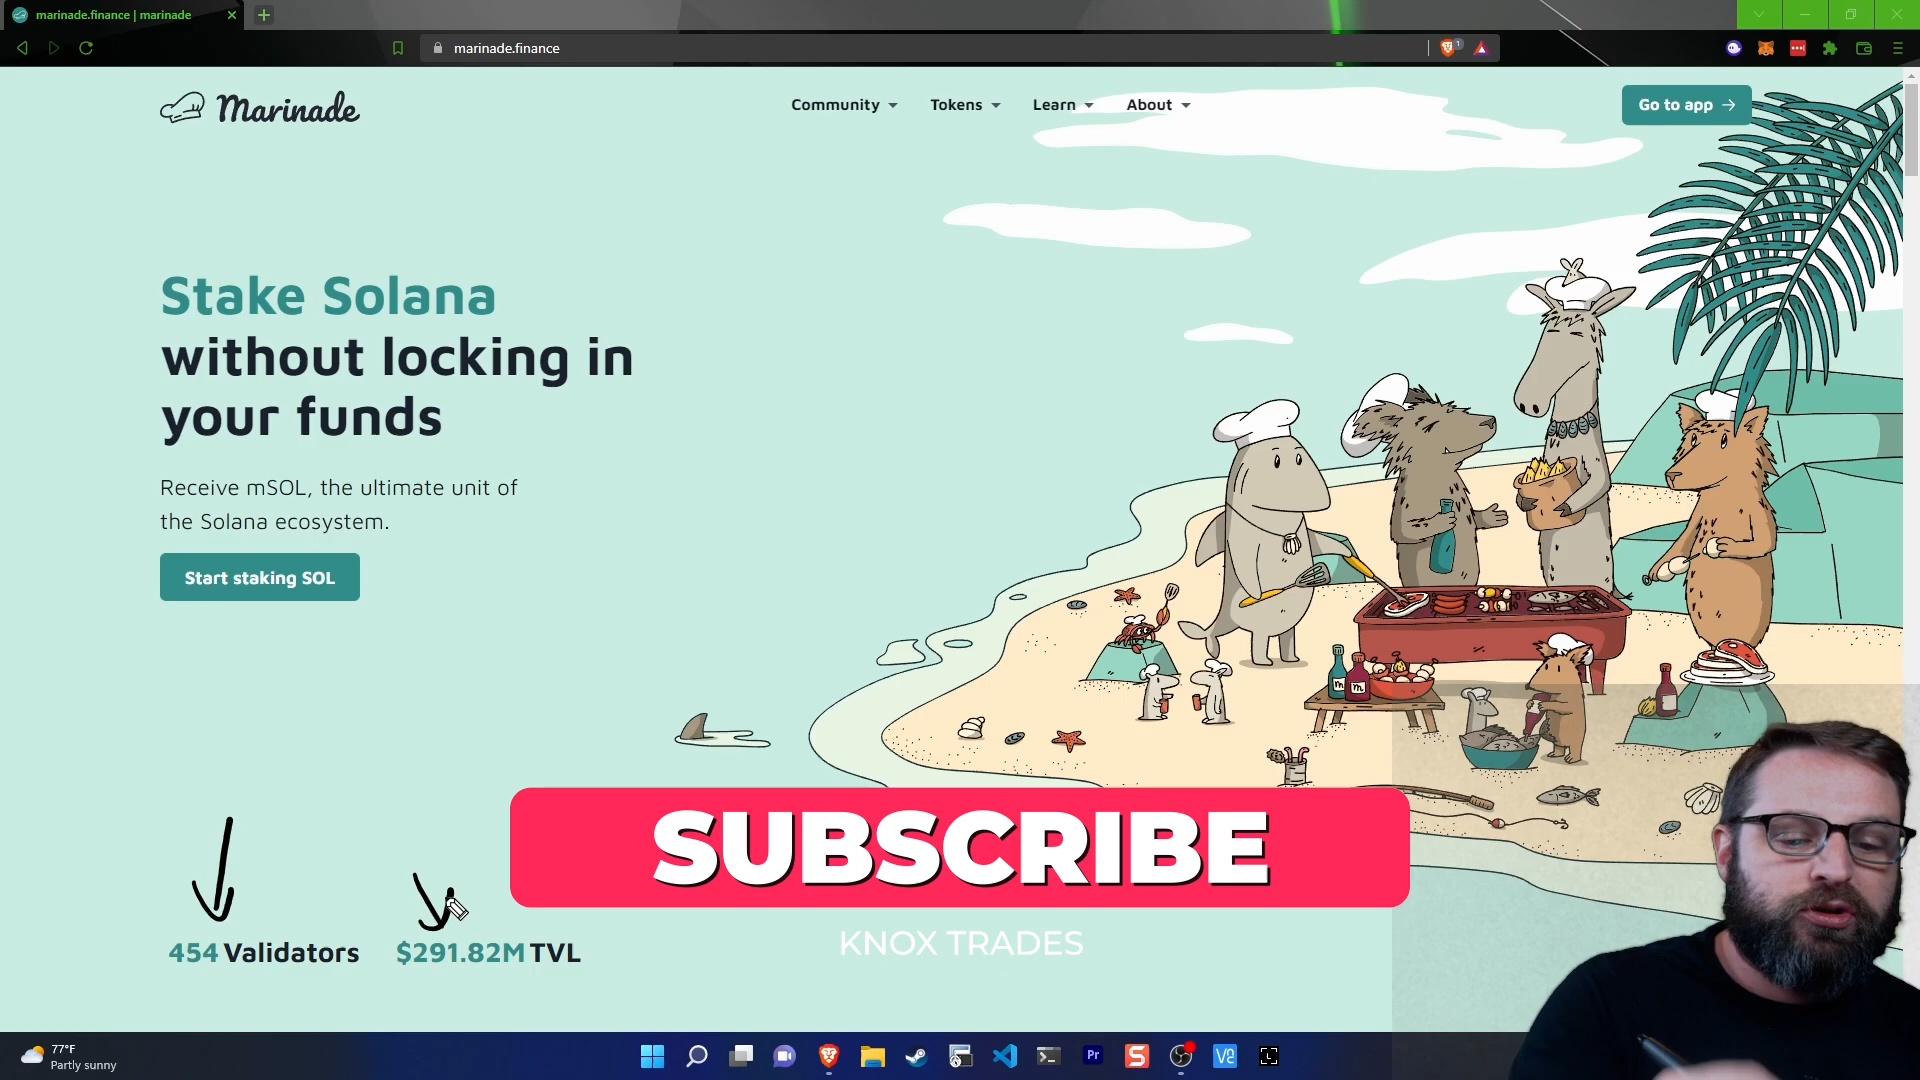 marinade.finance | marinade
marinade.finance
1
Marinade
Community
Tokens
Learn
About
Go to app
Stake Solana
without locking in
your funds
Receive mSOL, the ultimate unit of
the Solana ecosystem.
Start staking SOL
m
m
SUBSCRIBE
KNOX TRADES
454 Validators
$291.82M TVL
77°F
Partly sunny
Pr
S